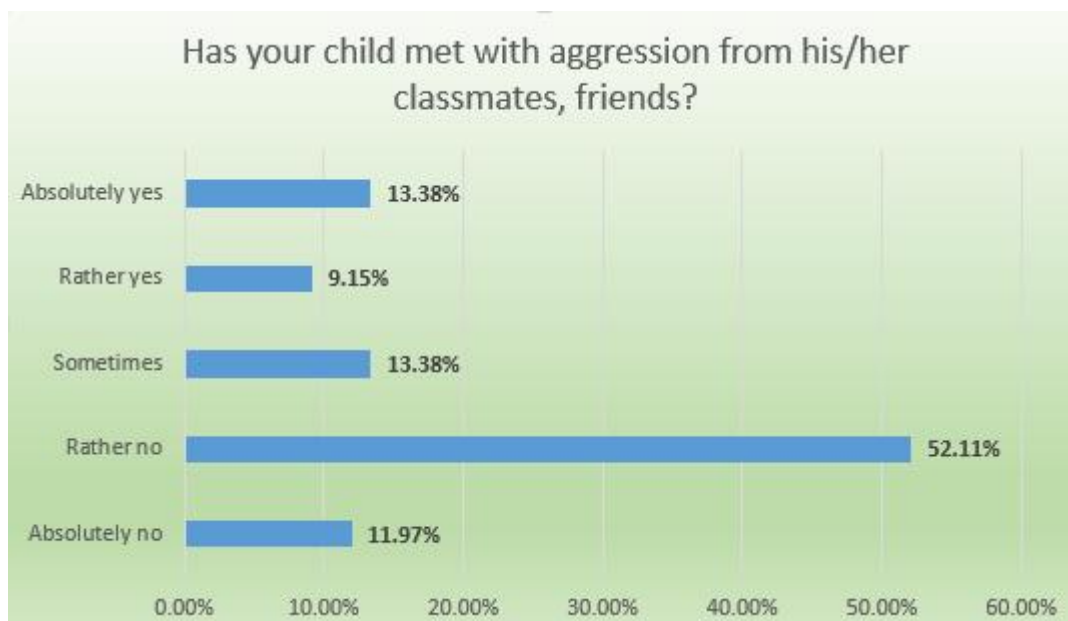 Has your child met with aggression from his/her
classmates, friends?
Absolutely yes
13.38%
Rather yes
9.15%
Sometimes
13.38%
Rather no
52.11%
Absolutely no
11.97%
0.00% 10.00% 20.00% 30.00% 40.00% 50.00% 60.00%